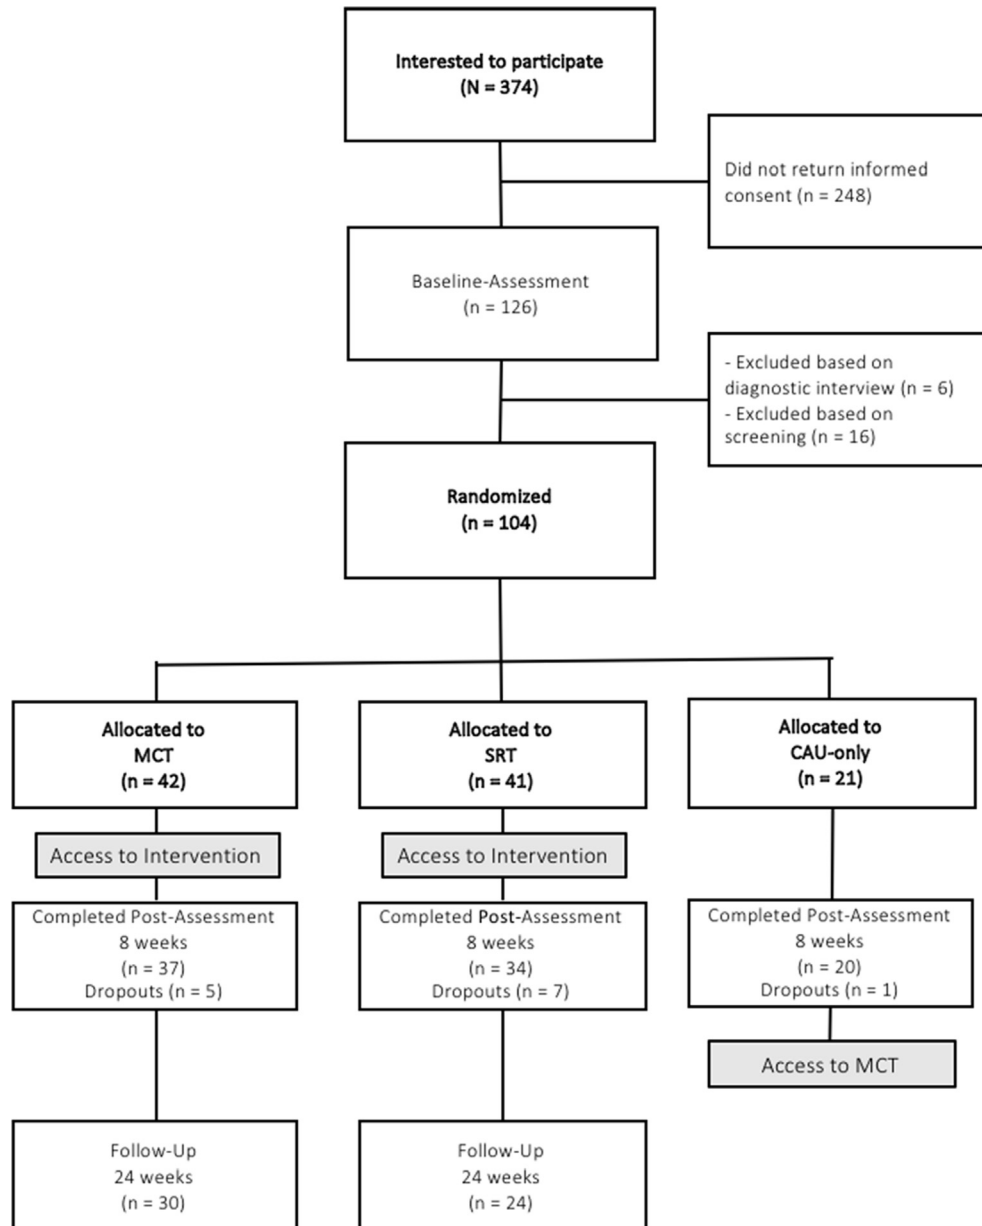 Interested to participate
(N = 374)
Did not return informed
consent (n = 248)
Baseline-Assessment
(n = 126)
- Excluded based on
diagnostic interview (n = 6)
- Excluded based on
screening (n = 16)
Randomized
(n = 104)
Allocated to
MCT
(n = 42)
Allocated to
SRT
(n = 41)
Allocated to
CAU-only
(n = 21)
Access to Intervention
Access to Intervention
Completed Post-Assessment
8 weeks
(n = 37)
Dropouts (n = 5)
Completed Post-Assessment
8 weeks
(n = 34)
Dropouts (n = 7)
Completed Post-Assessment
8 weeks
(n = 20)
Dropouts (n = 1)
Access to MCT
Follow-Up
24 weeks
(n = 30)
Follow-Up
24 weeks
(n = 24)